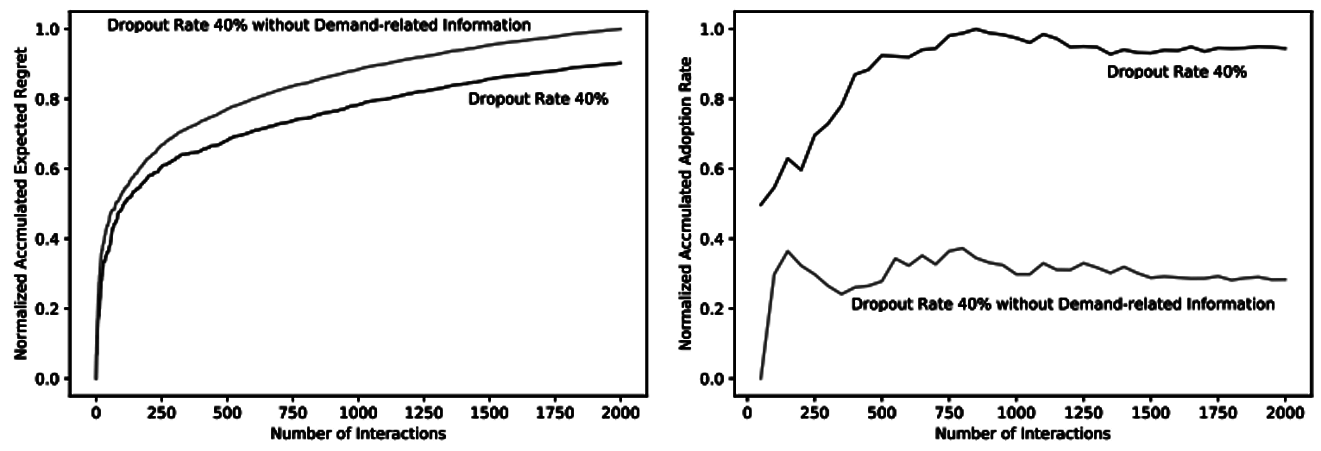 Dropout Rate 40% without Demand-related Information
Dropout Rate 40%
Normalized Accmulated Expected Regret
1.0
0.8
0.6
0.4
0.2
0.0
0 250 500 750 1000 1250 1500 1750 2000
Number of Interactions
Dropout Rate 40%
Dropout Rate 40% without Demand-related Information
Normalized Accmulated Adoption Rate
1.0
0.8
0.6
0.4
0.2
0.0
0 250 500 750 1000 1250 1500 1750 2000
Number of Interactions